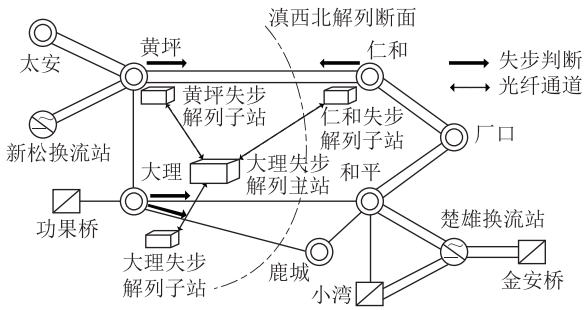 滇西北解列断面
太安
黄坪
仁和
失步判断
光纤通道
黄坪失步
解列子站
仁和失步
解列子站
厂口
新松换流站
大理
大理失步
解列主站
和平
功果桥
楚雄换流站
大理失步
解列子站
鹿城
小湾
金安桥